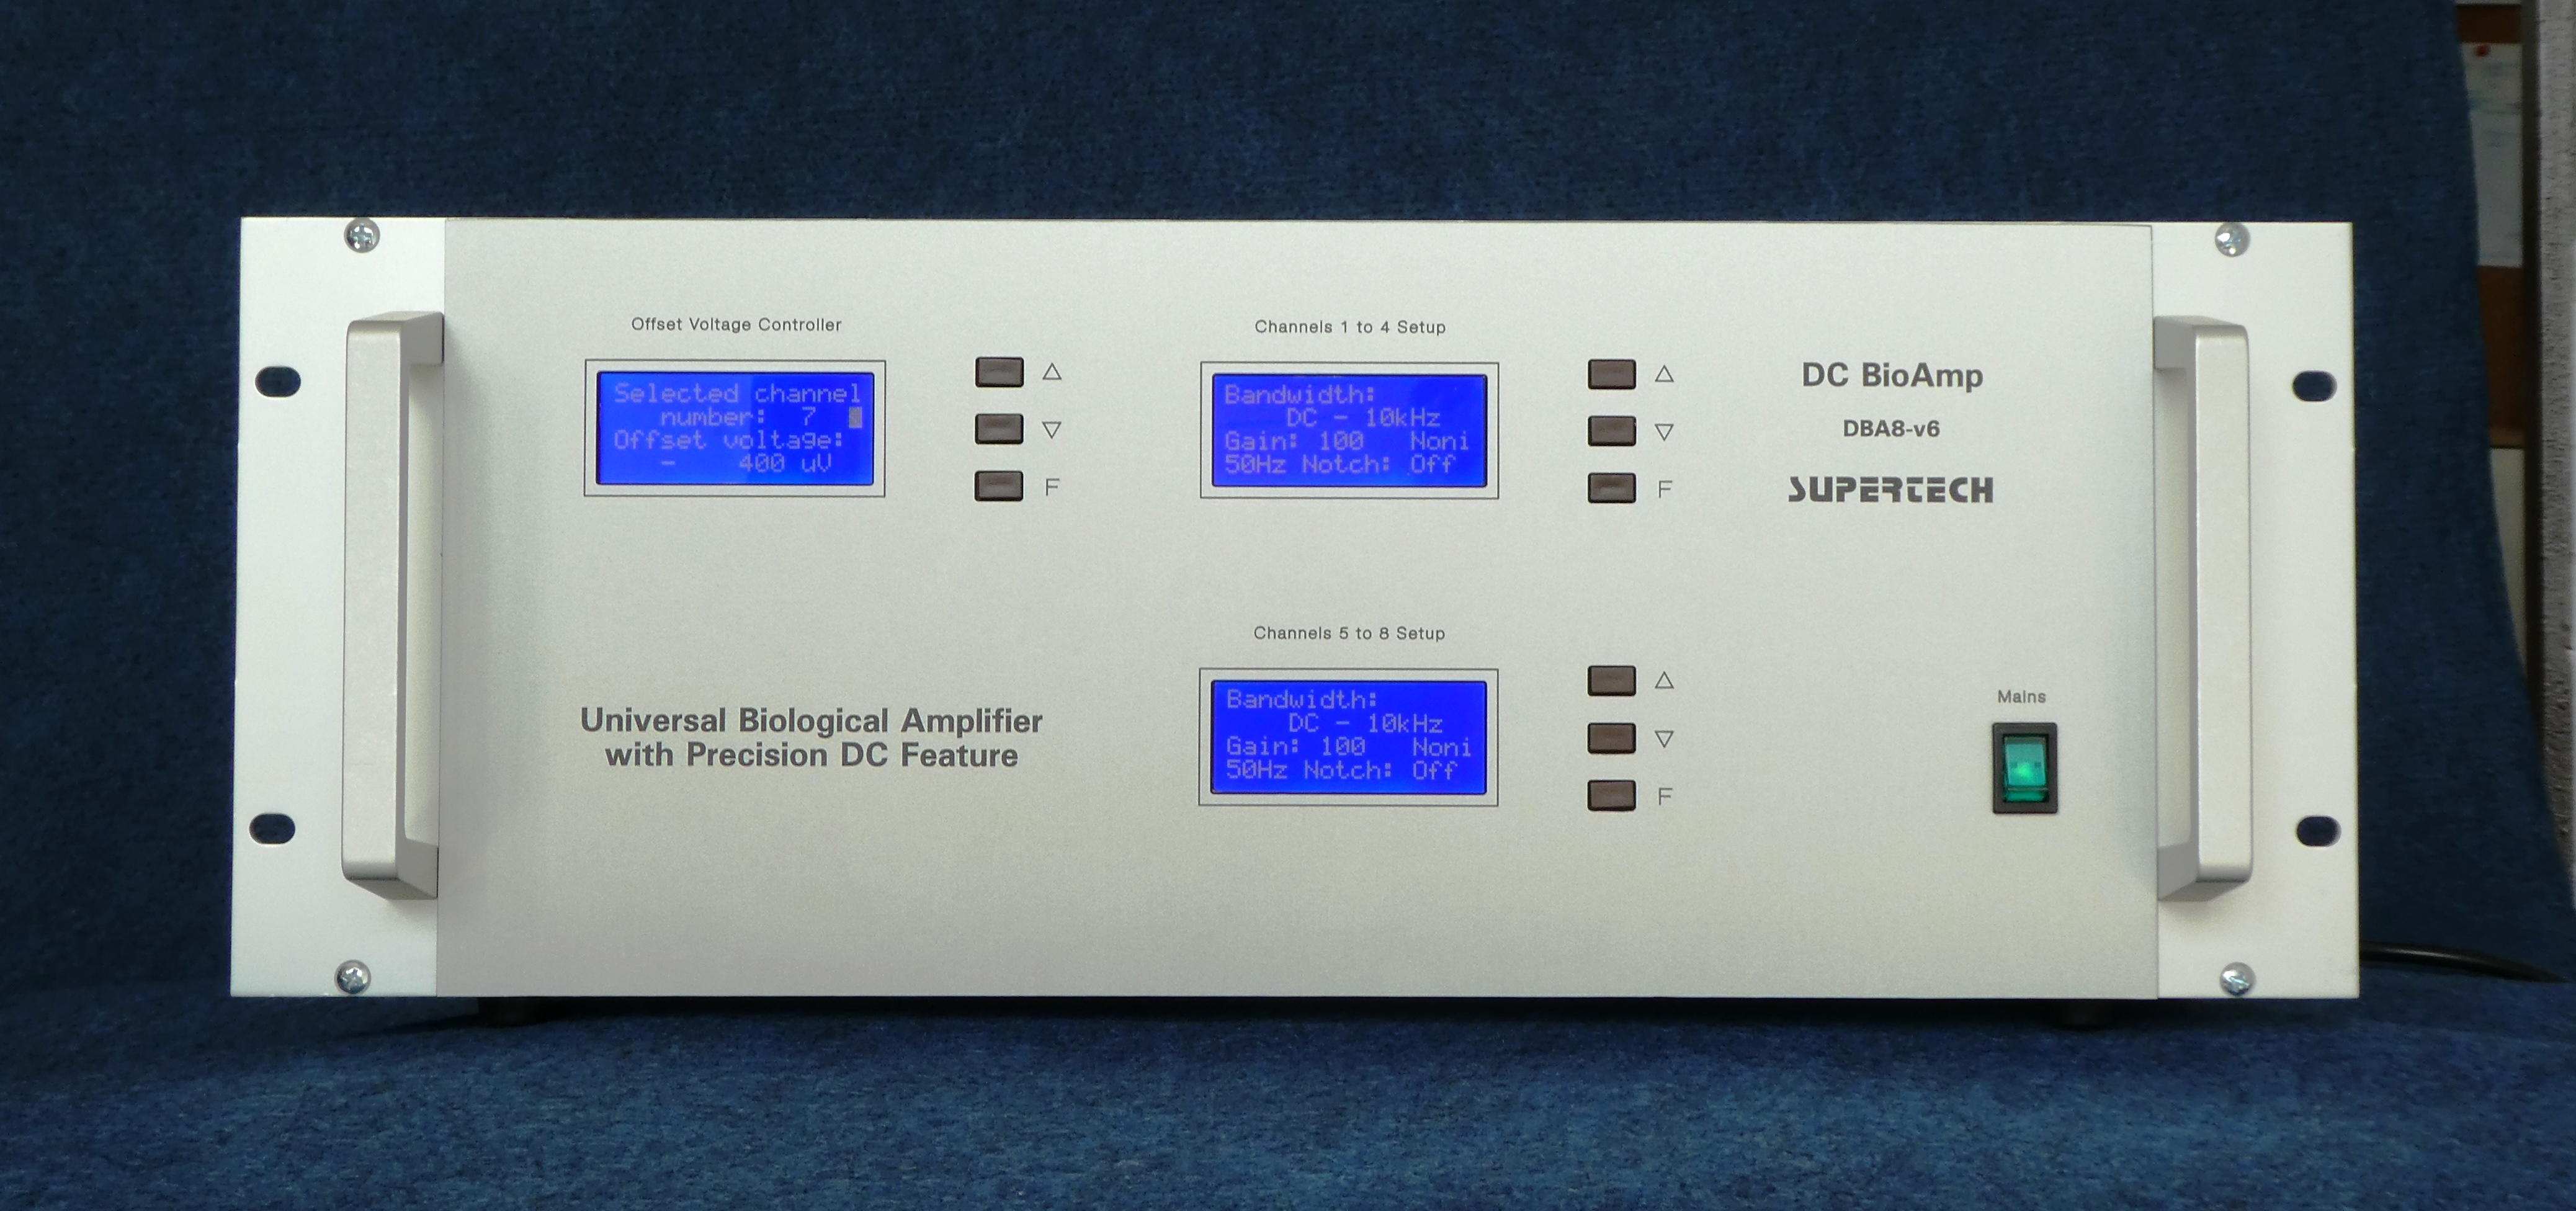 Offset Voltage Controller
Selected channel
number: 7
Offset voltage:
- 400 uV
F
Channels 1 to 4 Setup
Bandwidth:
DC - 10kHz
Gain: 100 Noni
50Hz Notch: Off
F
DC BioAmp
DBA8-v6
SUPERTECH
Universal Biological Amplifier
with Precision DC Feature
Channels 5 to 8 Setup
Bandwidth:
DC - 10kHz
Gain: 100 Noni
50Hz Notch: Off
F
Mains